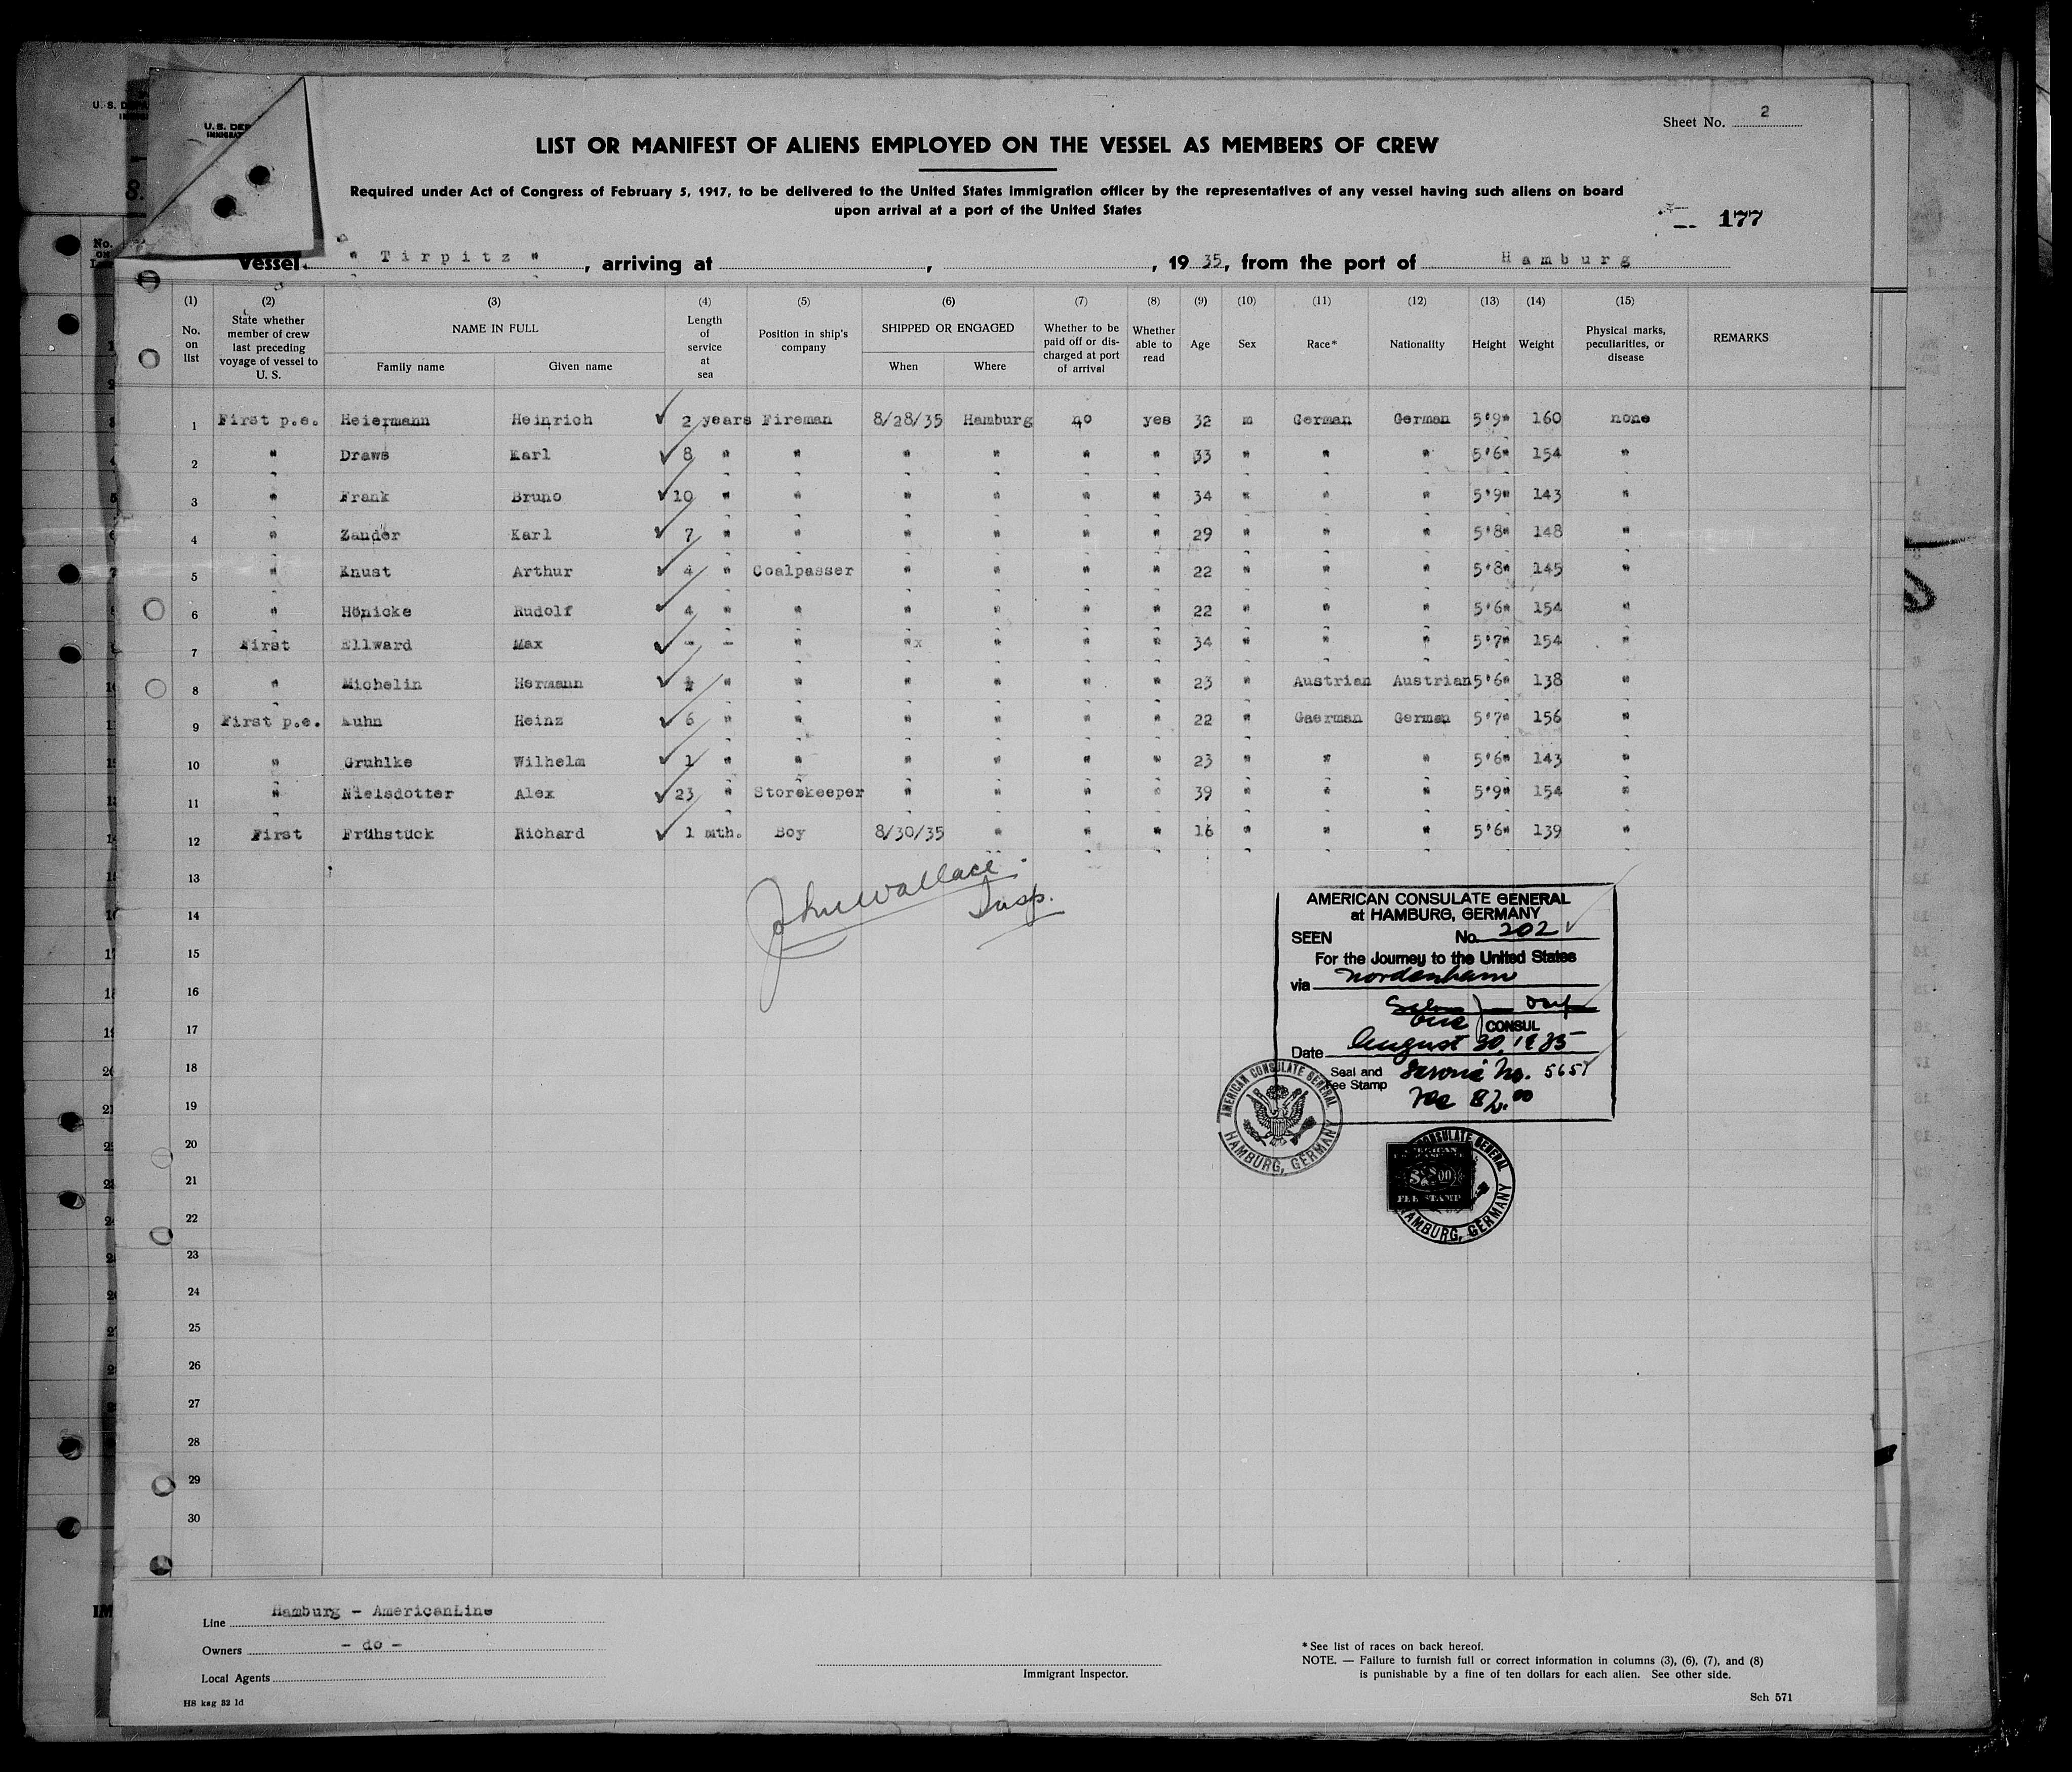 Sheet No. 2
U. S. DEP
IMMIGRAT
LIST OR MANIFEST OF ALIENS EMPLOYED ON THE VESSEL AS MEMBERS OF CREW
Required under Act of Congress of February 5, 1917, to be delivered to the United States immigration officer by the representatives of any vessel having such aliens on board
upon arrival at a port of the United States
177
Vessel " Tirpitz " , arriving at , , 19 35, from the port of Hamburg
(1) (2) (3) (4) (5) (6) (7) (8) (9) (10) (11) (12) (13) (14) (15)
No. on list State whether member of crew last preceding voyage of vessel to U. S. NAME IN FULL Family name Given name Length of service at sea Position in ship's company SHIPPED OR ENGAGED When Where Whether to be paid off or discharged at port of arrival Whether able to read Age Sex Race* Nationality Height Weight Physical marks, peculiarities, or disease REMARKS
1 First p.e. Heiermann Heinrich ✓ 2 years Fireman 8/28/35 Hamburg no yes 32 m German German 5'9" 160 none
2 " Draws Karl ✓ 8 " " " " " " 33 " " " 5'6" 154 "
3 " Frank Bruno ✓ 10 " " " " " " 34 " " " 5'9" 143 "
4 " Zander Karl ✓ 7 " " " " " " 29 " " " 5'8" 148 "
5 " Knust Arthur ✓ 4 " Coalpasser " " " " 22 " " " 5'8" 145 "
6 " Hönicke Rudolf ✓ 4 " " " " " " 22 " " " 5'6" 154 "
7 First Ellward Max ✓ - - " " " " " 34 " " " 5'7" 154 "
8 " Michelin Hermann ✓ " " " " " " 23 " Austrian Austrian 5'6" 138 "
9 First p.e. Kuhn Heinz ✓ 6 " " " " " " 22 " Gaerman German 5'7" 156 "
10 " Gruhlke Wilhelm ✓ 1 " " " " " " 23 " " " 5'6" 143 "
11 " Nielsdotter Alex ✓ 23 " Storekeeper " " " " 39 " " " 5'9" 154 "
12 First Frühstück Richard ✓ 1 mth. Boy 8/30/35 " " " 16 " " " 5'6" 139 "
13
John Wallace
14
Insp.
15
16
17
18
19
20
21
22
23
24
25
26
27
28
29
30
AMERICAN CONSULATE GENERAL
at HAMBURG, GERMANY
SEEN No. 202
For the Journey to the United States
via Nordenham
CONSUL
Date August 30, 1935
Seal and Fee Stamp No. 5657
Fee $2.00
AMERICAN CONSULATE GENERAL HAMBURG, GERMANY
CONSULATE GENERAL HAMBURG, GERMANY
AMERICAN
$2.00
FEE STAMP
Line Hamburg - AmericanLine
Owners - do -
Local Agents
H8 kag 32 1d
Immigrant Inspector.
* See list of races on back hereof.
NOTE. — Failure to furnish full or correct information in columns (3), (6), (7), and (8)
is punishable by a fine of ten dollars for each alien. See other side.
Sch 571